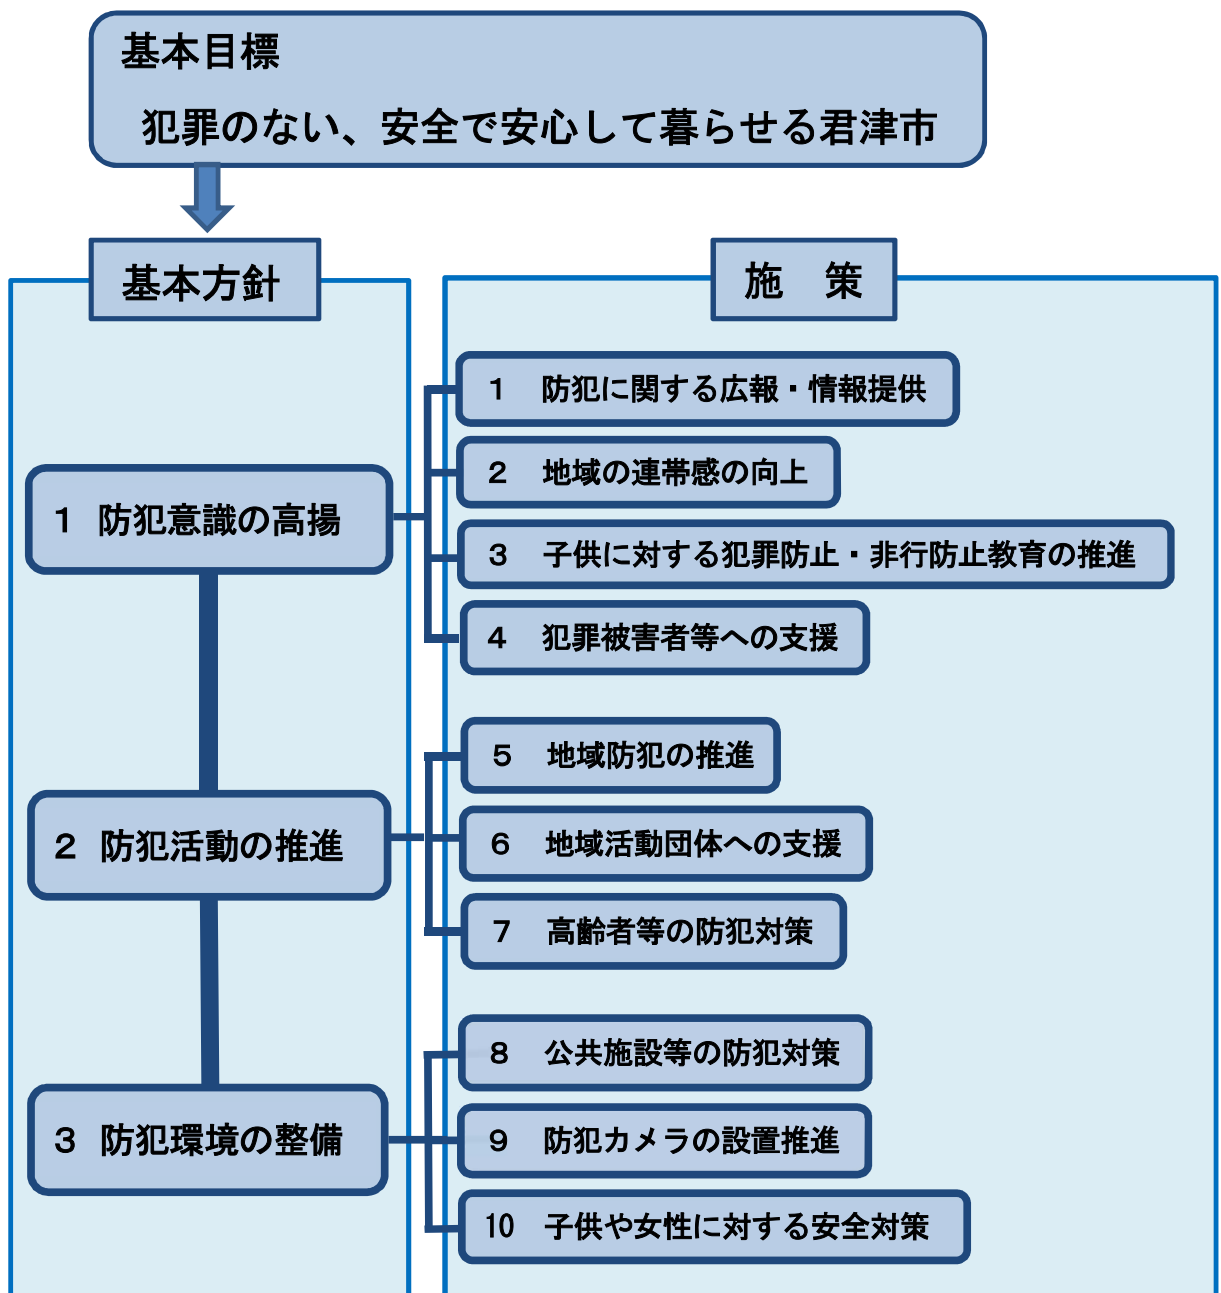 基本目標
犯罪のない、安全で安心して暮らせる君津市
基本方針
施　策
1　防犯意識の高揚
1　防犯に関する広報・情報提供
2　地域の連帯感の向上
3　子供に対する犯罪防止・非行防止教育の推進
4　犯罪被害者等への支援
2　防犯活動の推進
5　地域防犯の推進
6　地域活動団体への支援
7　高齢者等の防犯対策
3　防犯環境の整備
8　公共施設等の防犯対策
9　防犯カメラの設置推進
10　子供や女性に対する安全対策